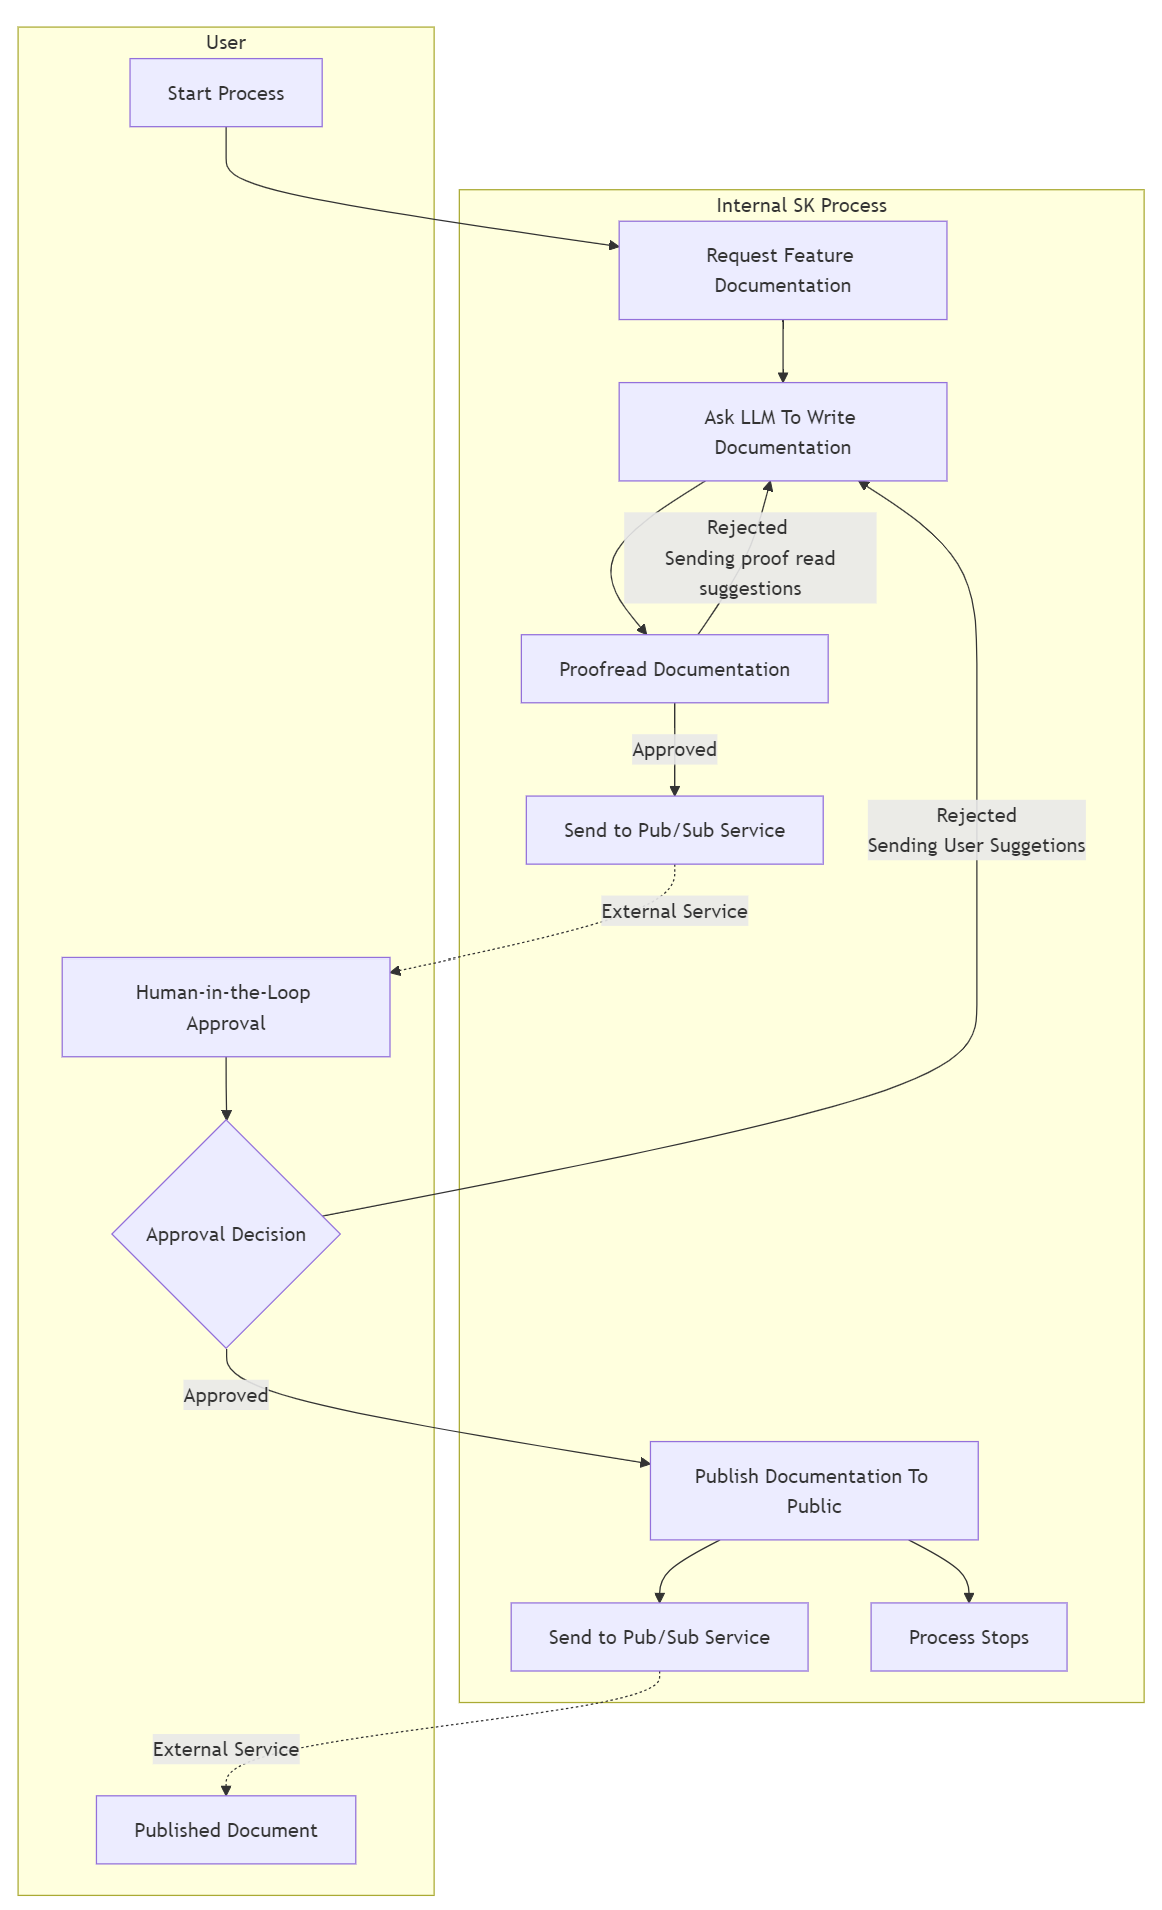 User
Start Process
Internal SK Process
Request Feature
Documentation
Ask LLM To Write
Documentation
Rejected
Sending proof read
suggestions
Proofread Documentation
Approved
Send to Pub/Sub Service
Rejected
Sending User Suggetions
External Service
Human-in-the-Loop
Approval
Approval Decision
Approved
Publish Documentation To
Public
Send to Pub/Sub Service
Process Stops
External Service
Published Document